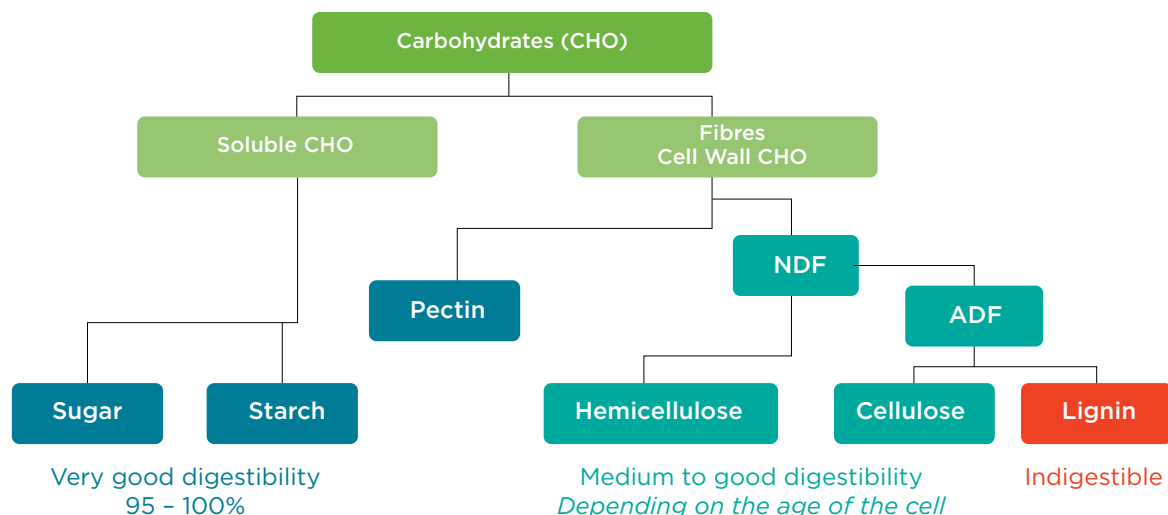 Carbohydrates (CHO)
Soluble CHO
Fibres
Cell Wall CHO
NDF
Pectin
ADF
Sugar
Starch
Hemicellulose
Cellulose
Lignin
Very good digestibility
95 – 100%
Medium to good digestibility
Depending on the age of the cell
Indigestible